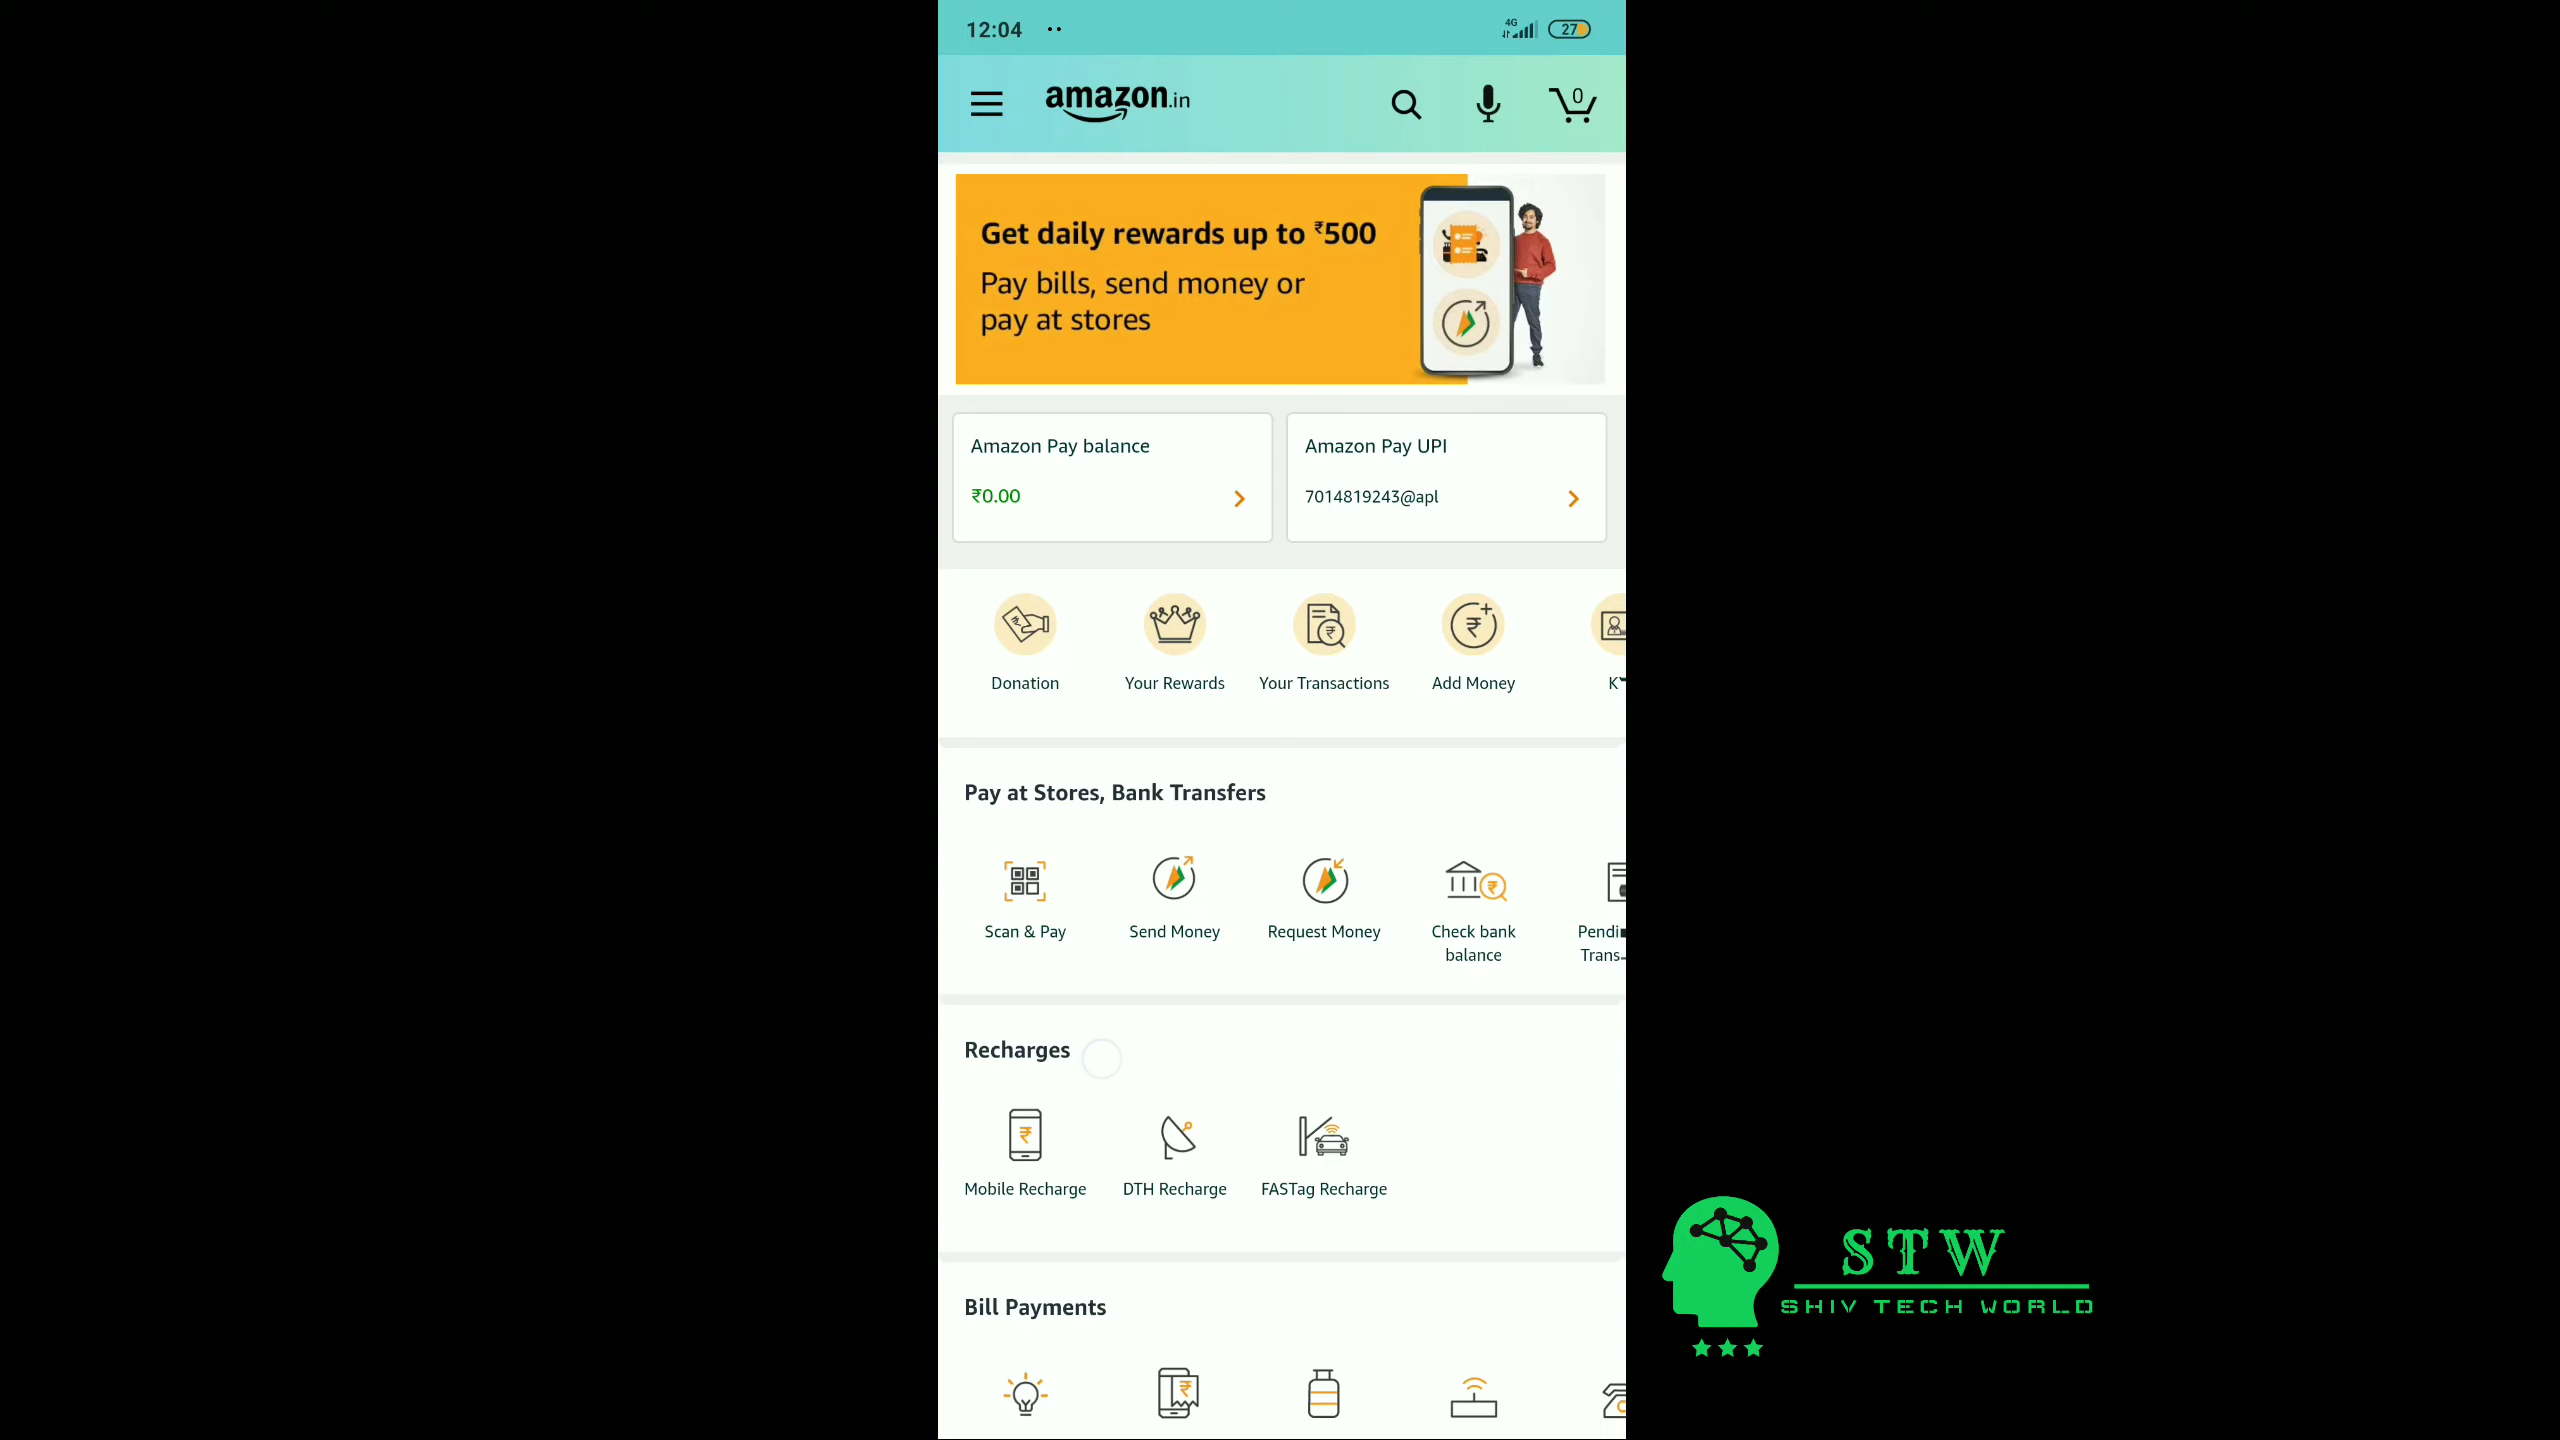 12:04
4G
27
amazon.in
0
Get daily rewards up to ₹500
Pay bills, send money or
pay at stores
Amazon Pay balance
₹0.00
Amazon Pay UPI
7014819243@apl
Donation
Your Rewards
Your Transactions
Add Money
Pay at Stores, Bank Transfers
Scan & Pay
Send Money
Request Money
Check bank
balance
Recharges
Mobile Recharge
DTH Recharge
FASTag Recharge
Bill Payments
STW
SHIV TECH WORLD